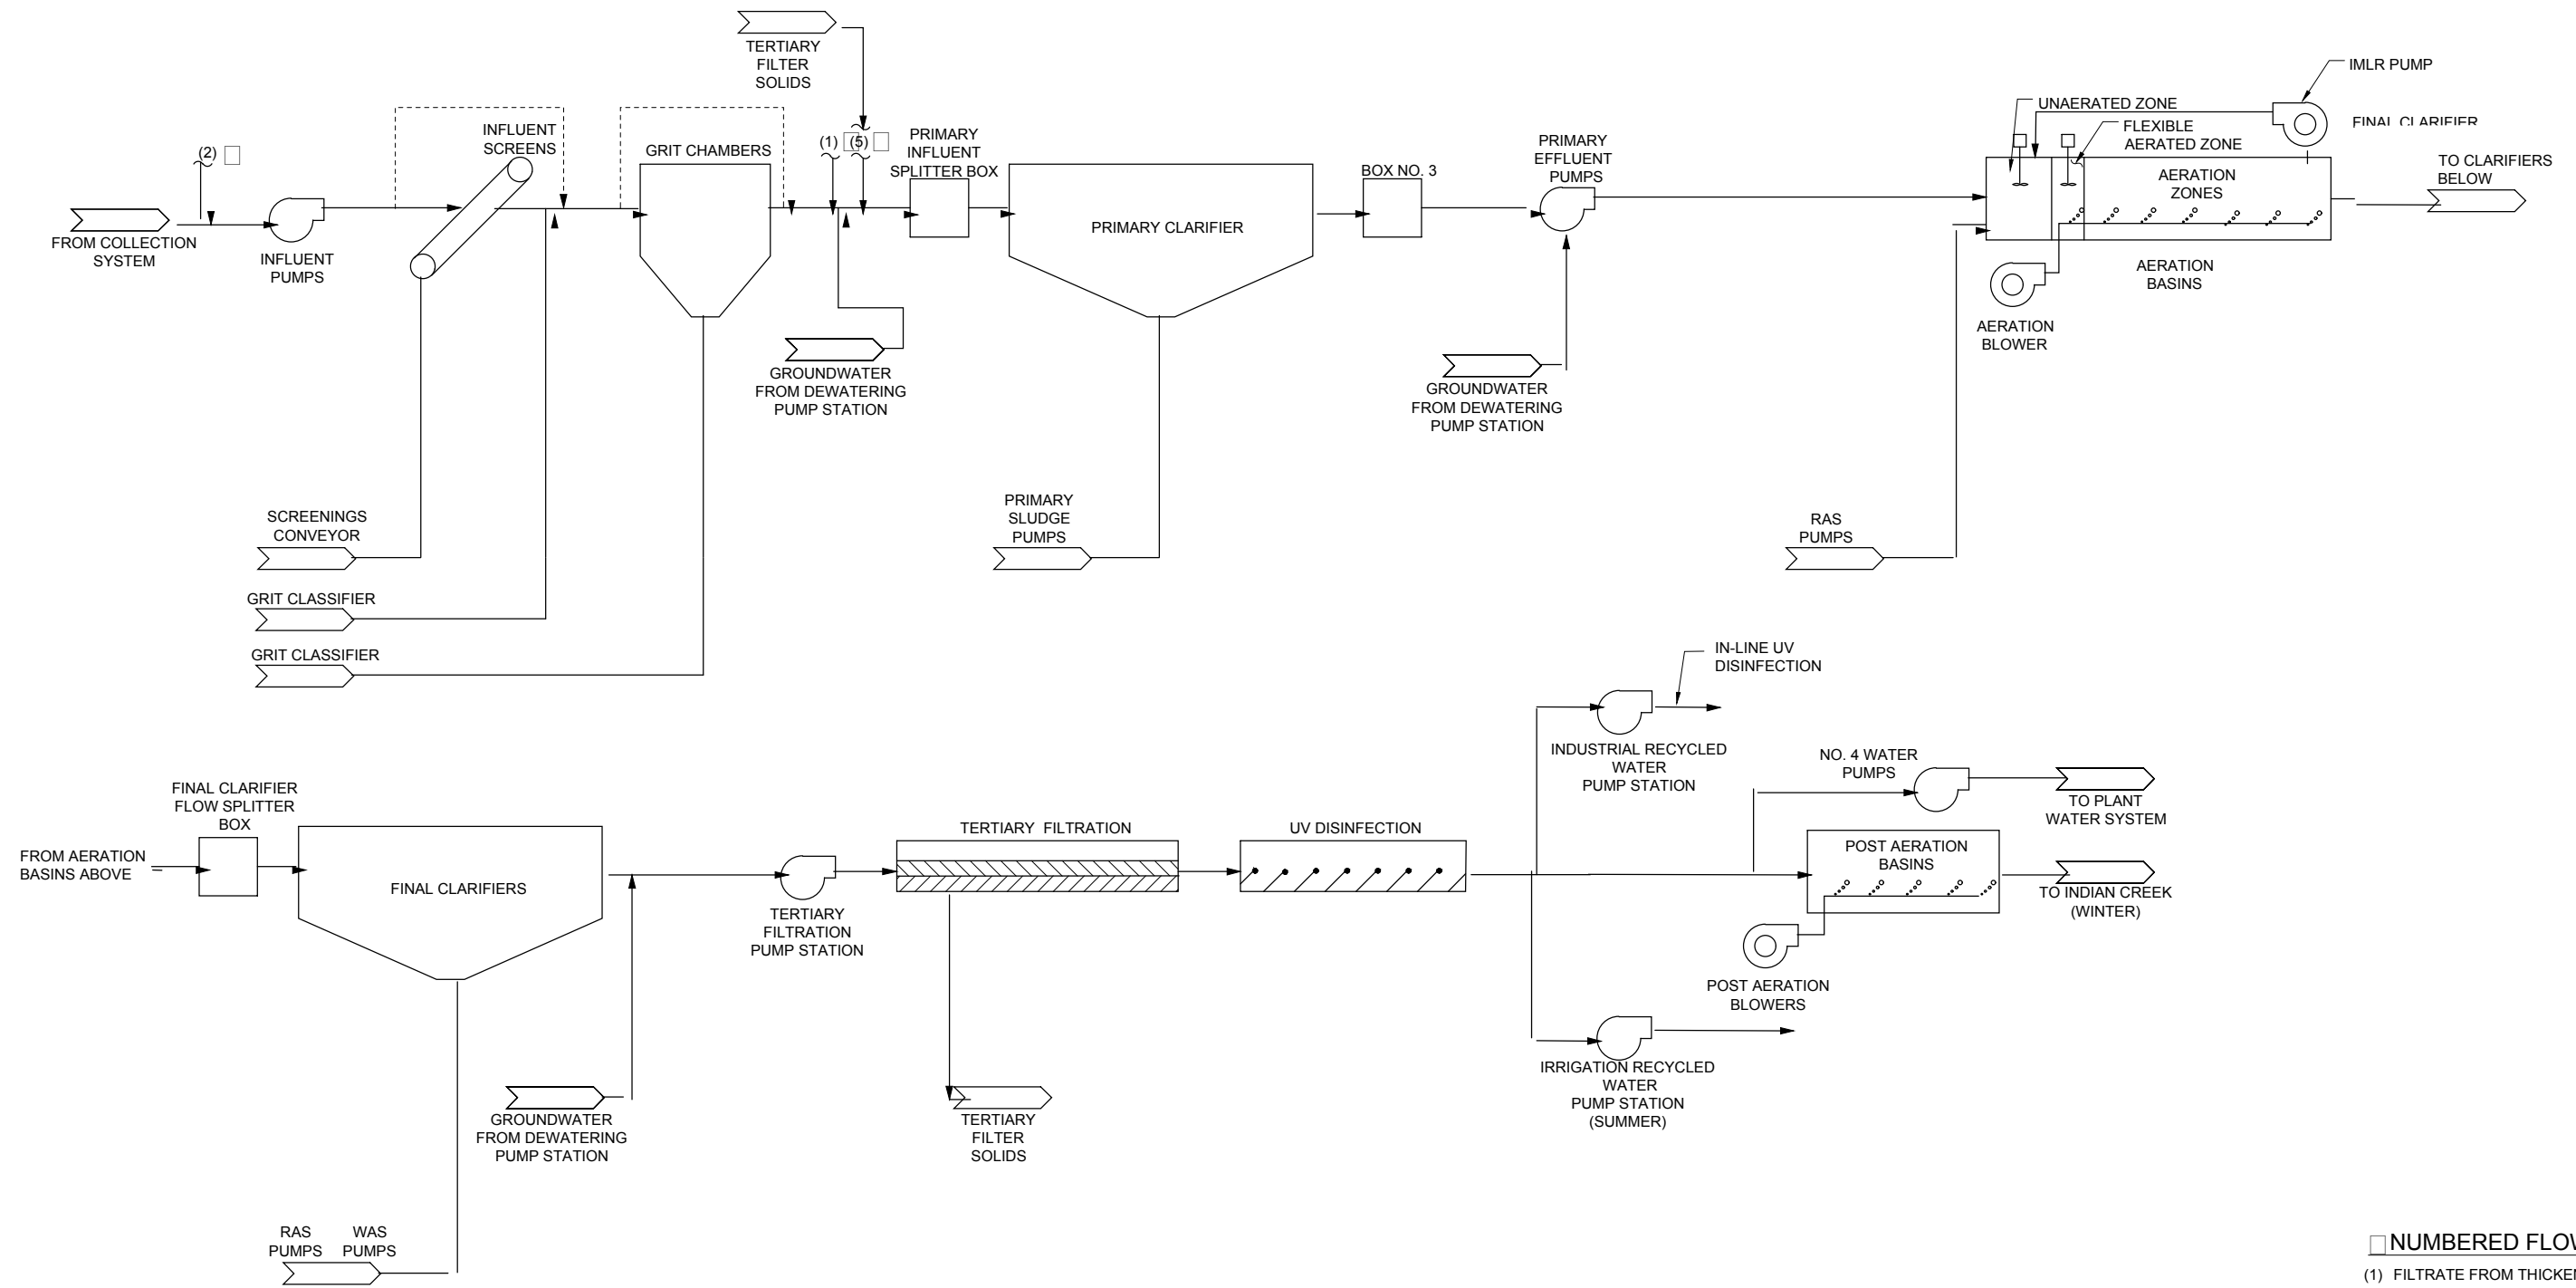 TERTIARY
FILTER
SOLIDS
IMLR PUMP
UNAERATED ZONE
FINAL CLARIFIER
FLEXIBLE
AERATED ZONE
INFLUENT
SCREENS
GRIT CHAMBERS
(2)
(1)
(5)
PRIMARY
INFLUENT
SPLITTER BOX
BOX NO. 3
PRIMARY
EFFLUENT
PUMPS
AERATION
ZONES
TO CLARIFIERS
BELOW
FROM COLLECTION
SYSTEM
INFLUENT
PUMPS
PRIMARY CLARIFIER
AERATION
BASINS
AERATION
BLOWER
GROUNDWATER
FROM DEWATERING
PUMP STATION
GROUNDWATER
FROM DEWATERING
PUMP STATION
SCREENINGS
CONVEYOR
PRIMARY
SLUDGE
PUMPS
RAS
PUMPS
GRIT CLASSIFIER
GRIT CLASSIFIER
IN-LINE UV
DISINFECTION
INDUSTRIAL RECYCLED
WATER
PUMP STATION
NO. 4 WATER
PUMPS
TO PLANT
WATER SYSTEM
FINAL CLARIFIER
FLOW SPLITTER
BOX
FROM AERATION
BASINS ABOVE
FINAL CLARIFIERS
TERTIARY FILTRATION
UV DISINFECTION
POST AERATION
BASINS
TO INDIAN CREEK
(WINTER)
TERTIARY
FILTRATION
PUMP STATION
POST AERATION
BLOWERS
IRRIGATION RECYCLED
WATER
PUMP STATION
(SUMMER)
GROUNDWATER
FROM DEWATERING
PUMP STATION
TERTIARY
FILTER
SOLIDS
RAS
PUMPS
WAS
PUMPS
NUMBERED FLOW
(1) FILTRATE FROM